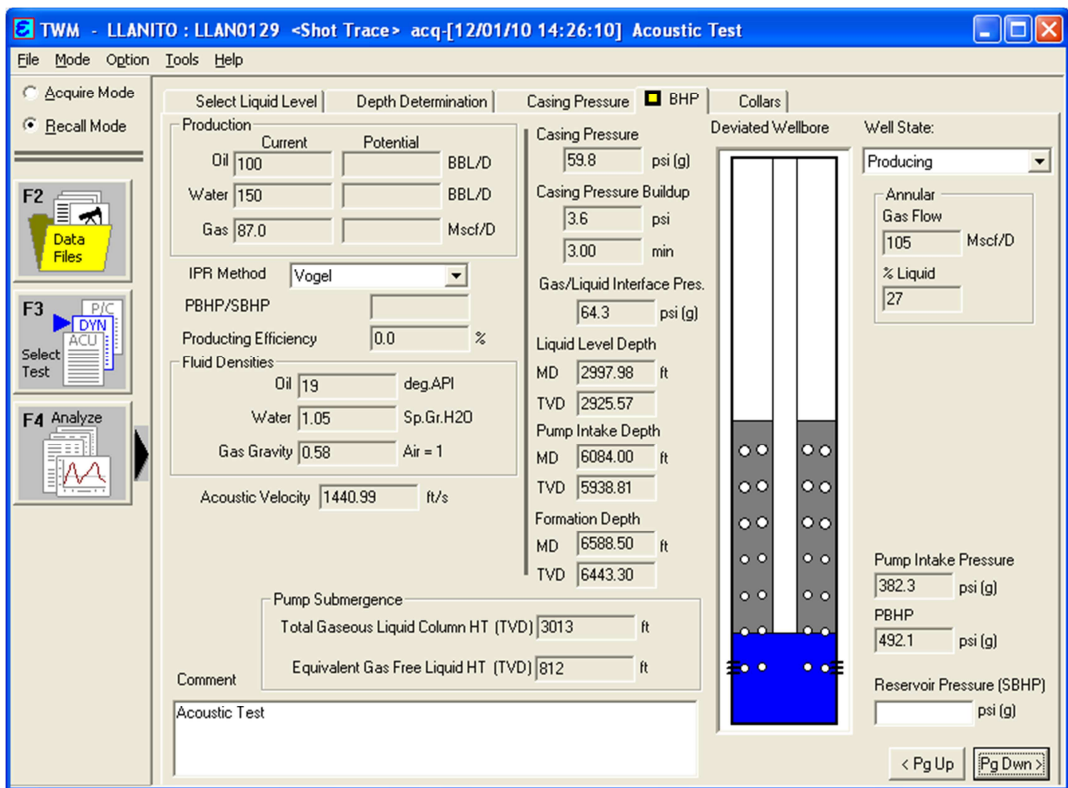 TWM - LLANITO : LLAN0129 <Shot Trace> acq-[12/01/10 14:26:10] Acoustic Test
File Mode Option Tools Help
Acquire Mode
Recall Mode
F2
Data
Files
F3
P/C
DYN
ACU
Select
Test
F4 Analyze
Select Liquid Level
Depth Determination
Casing Pressure
BHP
Collars
Production
Current Potential
Oil 100 BBL/D
Water 150 BBL/D
Gas 87.0 Mscf/D
IPR Method Vogel
PBHP/SBHP
Producting Efficiency 0.0 %
Fluid Densities
Oil 19 deg.API
Water 1.05 Sp.Gr.H2O
Gas Gravity 0.58 Air = 1
Acoustic Velocity 1440.99 ft/s
Casing Pressure
59.8 psi (g)
Casing Pressure Buildup
3.6 psi
3.00 min
Gas/Liquid Interface Pres.
64.3 psi (g)
Liquid Level Depth
MD 2997.98 ft
TVD 2925.57
Pump Intake Depth
MD 6084.00 ft
TVD 5938.81
Formation Depth
MD 6588.50 ft
TVD 6443.30
Pump Submergence
Total Gaseous Liquid Column HT (TVD) 3013 ft
Equivalent Gas Free Liquid HT (TVD) 812 ft
Comment
Acoustic Test
Deviated Wellbore
Well State:
Producing
Annular
Gas Flow
105 Mscf/D
% Liquid
27
Pump Intake Pressure
382.3 psi (g)
PBHP
492.1 psi (g)
Reservoir Pressure (SBHP)
psi (g)
< Pg Up
Pg Dwn >